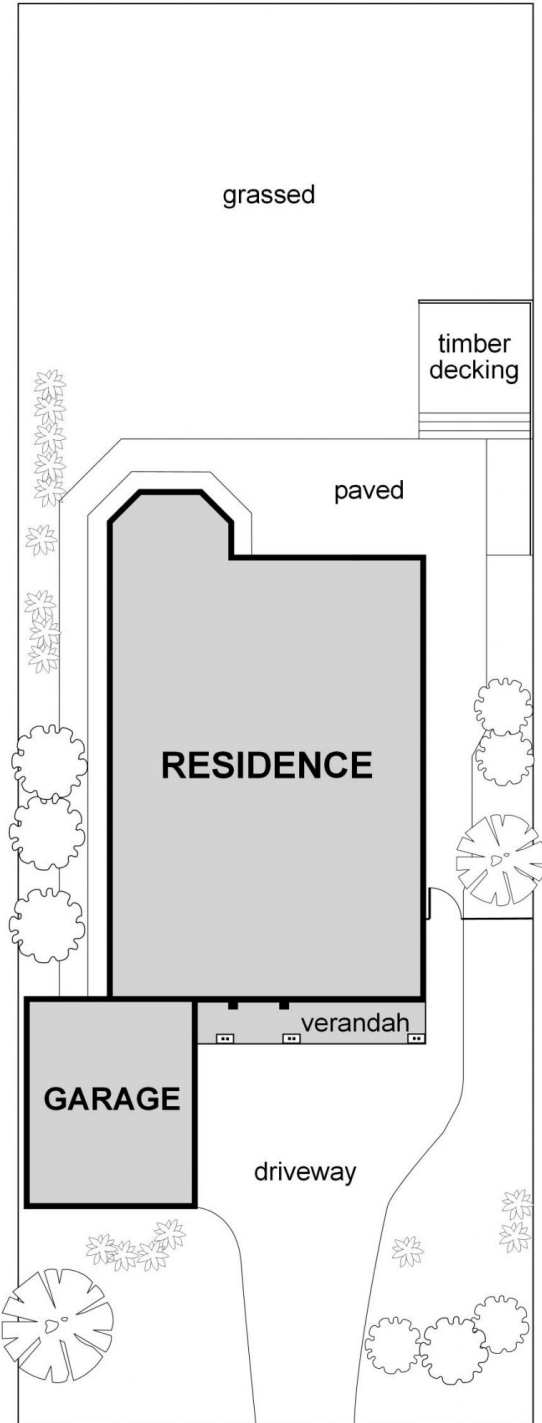 grassed
timber
decking
paved
RESIDENCE
verandah
GARAGE
driveway